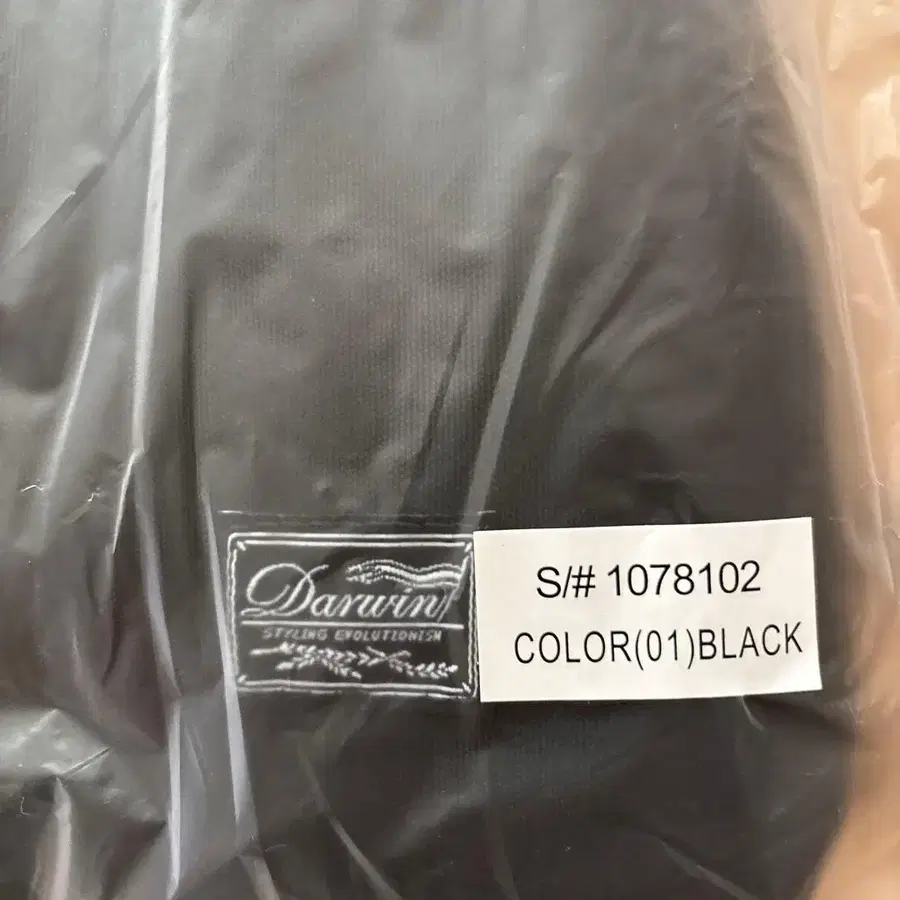 Darwin
STYLING EVOLUTIONISM
S/# 1078102
COLOR(01)BLACK